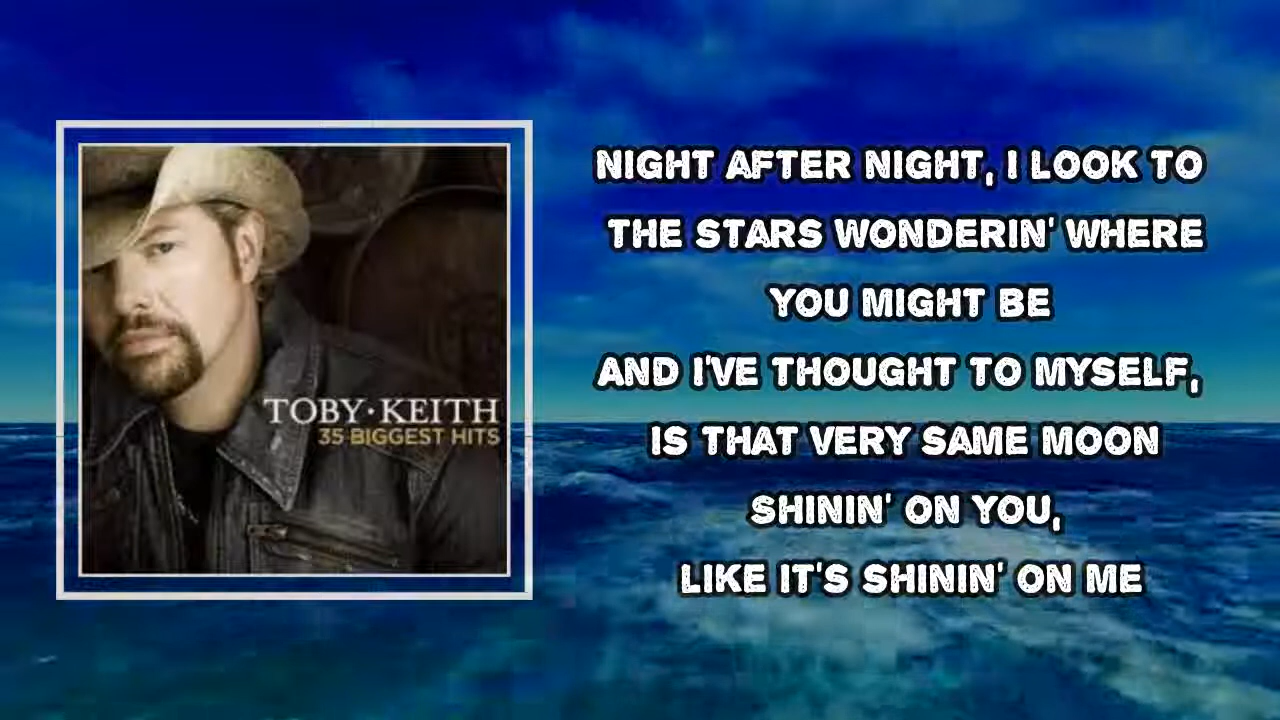 TOBY·KEITH
35 BIGGEST HITS
NIGHT AFTER NIGHT, I LOOK TO
THE STARS WONDERIN' WHERE
YOU MIGHT BE
AND I'VE THOUGHT TO MYSELF,
IS THAT VERY SAME MOON
SHININ' ON YOU,
LIKE IT'S SHININ' ON ME